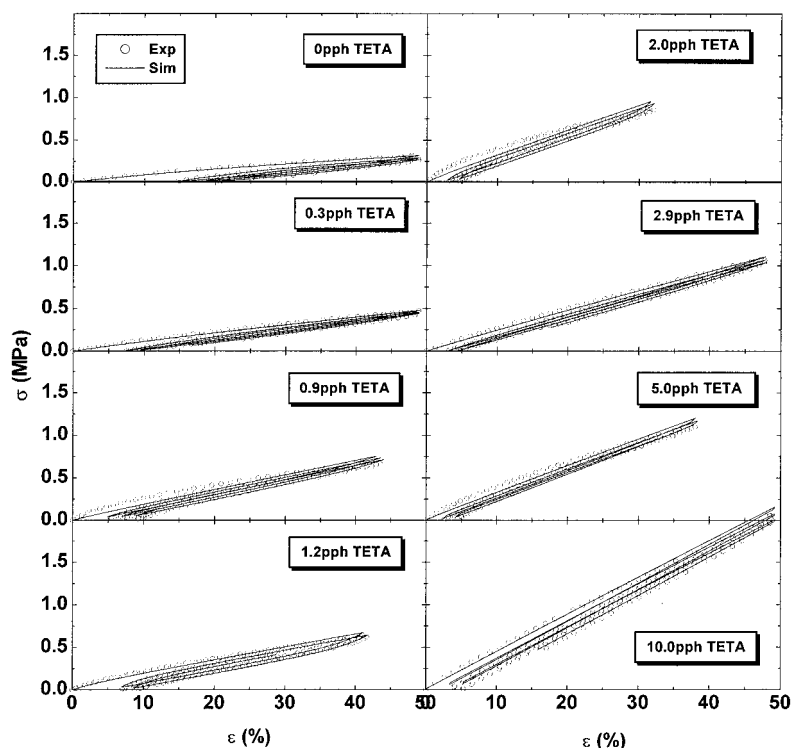 Exp
Sim
0pph TETA
2.0pph TETA
1.5
1.0
0.5
0.0
0.3pph TETA
2.9pph TETA
1.5
1.0
0.5
0.0
σ (MPa)
0.9pph TETA
5.0pph TETA
1.5
1.0
0.5
0.0
1.2pph TETA
10.0pph TETA
1.5
1.0
0.5
0.0
0 10 20 30 40 50
0 10 20 30 40 50
ε (%)
ε (%)